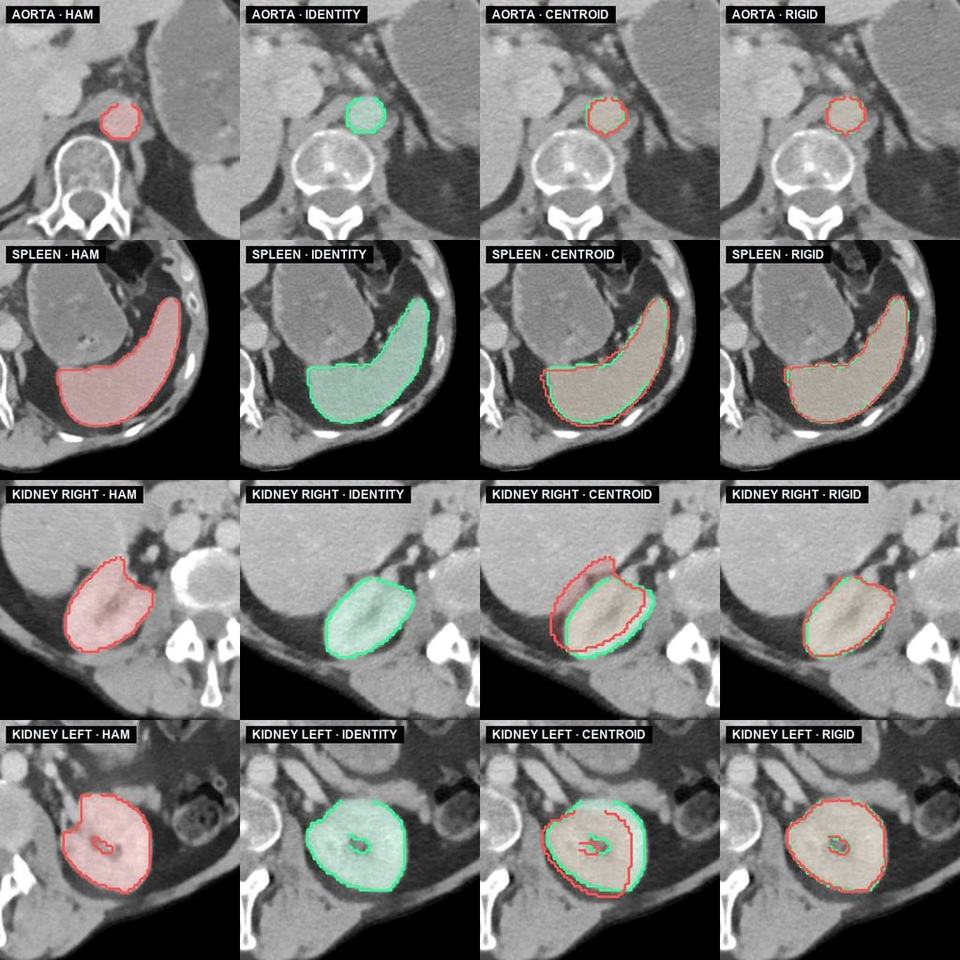 AORTA · HAM
AORTA · IDENTITY
AORTA · CENTROID
AORTA · RIGID
SPLEEN · HAM
SPLEEN · IDENTITY
SPLEEN · CENTROID
SPLEEN · RIGID
KIDNEY RIGHT · HAM
KIDNEY RIGHT · IDENTITY
KIDNEY RIGHT · CENTROID
KIDNEY RIGHT · RIGID
KIDNEY LEFT · HAM
KIDNEY LEFT · IDENTITY
KIDNEY LEFT · CENTROID
KIDNEY LEFT · RIGID